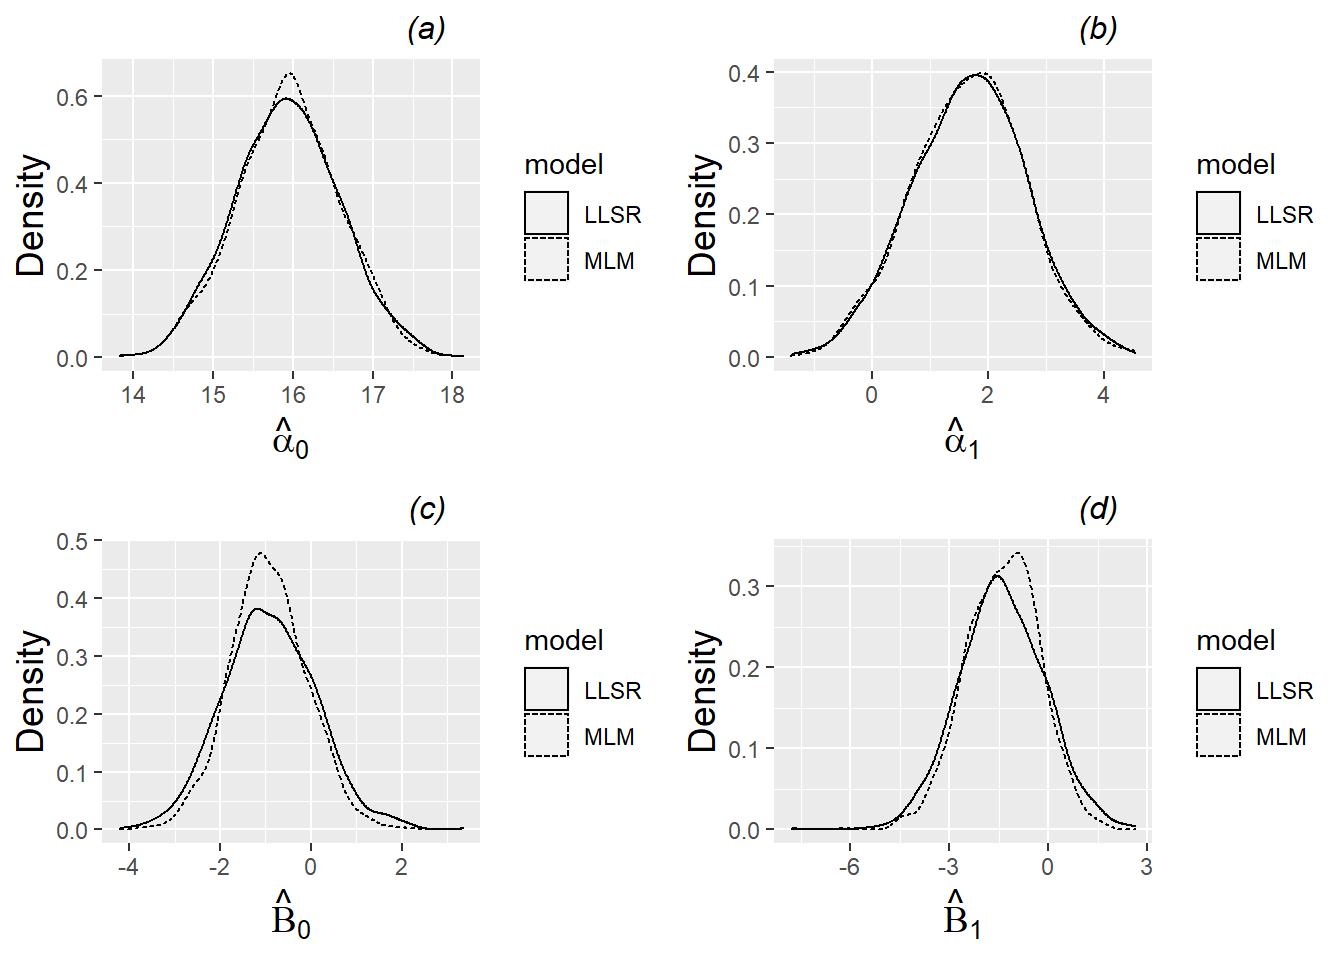 (a)
Density
0.6
0.4
0.2
0.0
14 15 16 17 18
α̂₀
model
LLSR
MLM
(b)
Density
0.4
0.3
0.2
0.1
0.0
0 2 4
α̂₁
model
LLSR
MLM
(c)
Density
0.5
0.4
0.3
0.2
0.1
0.0
-4 -2 0 2
B̂₀
model
LLSR
MLM
(d)
Density
0.3
0.2
0.1
0.0
-6 -3 0 3
B̂₁
model
LLSR
MLM